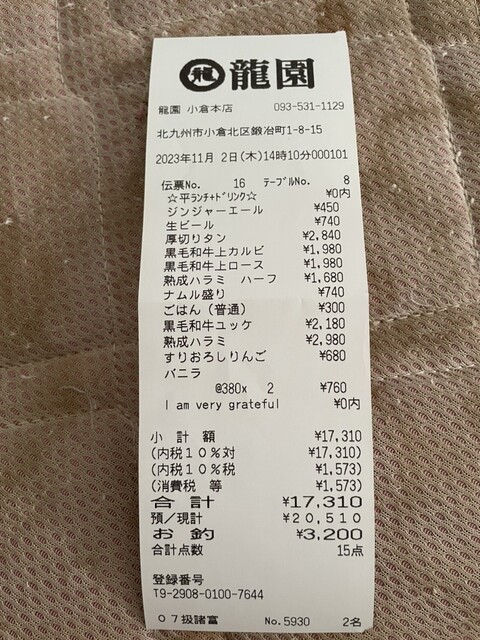 龍 龍園
龍園 小倉本店 093-531-1129
北九州市小倉北区鍛冶町1-8-15
2023年11月 2日(木)14時10分000101
伝票No. 16 テーブルNo. 8
☆平ランチ+ドリンク☆ ¥0内
ジンジャーエール ¥450
生ビール ¥740
厚切りタン ¥2,840
黒毛和牛上カルビ ¥1,980
黒毛和牛上ロース ¥1,980
熟成ハラミ ハーフ ¥1,680
ナムル盛り ¥740
ごはん(普通) ¥300
黒毛和牛ユッケ ¥2,180
熟成ハラミ ¥2,980
すりおろしりんご ¥680
バニラ
@380x 2 ¥760
I am very grateful ¥0内
小 計 額 ¥17,310
(内税10%対 ¥17,310)
(内税10%税 ¥1,573)
(消費税 等 ¥1,573)
合 計 ¥17,310
預/現計 ¥20,510
お 釣 ¥3,200
合計点数 15点
登録番号
T9-2908-0100-7644
07扱諸富 No.5930 2名